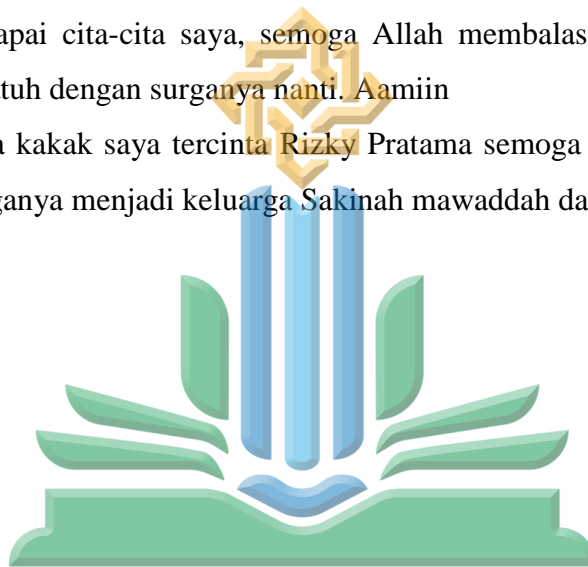 apai cita-cita saya, semoga Allah membalas
tuh dengan surganya nanti. Aamiin
a kakak saya tercinta Rizky Pratama semoga
ganya menjadi keluarga Sakinah mawaddah da